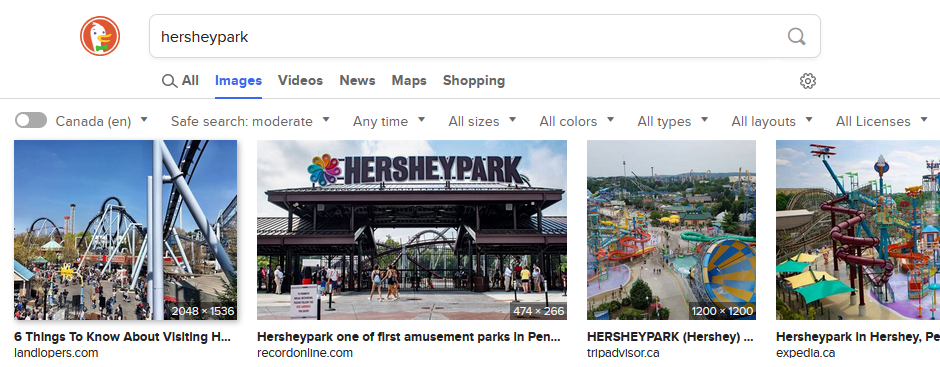 hersheypark
All Images Videos News Maps Shopping
Canada (en) Safe search: moderate Any time All sizes All colors All types All layouts All Licenses
HERSHEYPARK
2048 × 1536
474 × 266
1200 × 1200
6 Things To Know About Visiting H...
landlopers.com
Hersheypark one of first amusement parks in Pen...
recordonline.com
HERSHEYPARK (Hershey) ...
tripadvisor.ca
Hersheypark in Hershey, Pe
expedia.ca